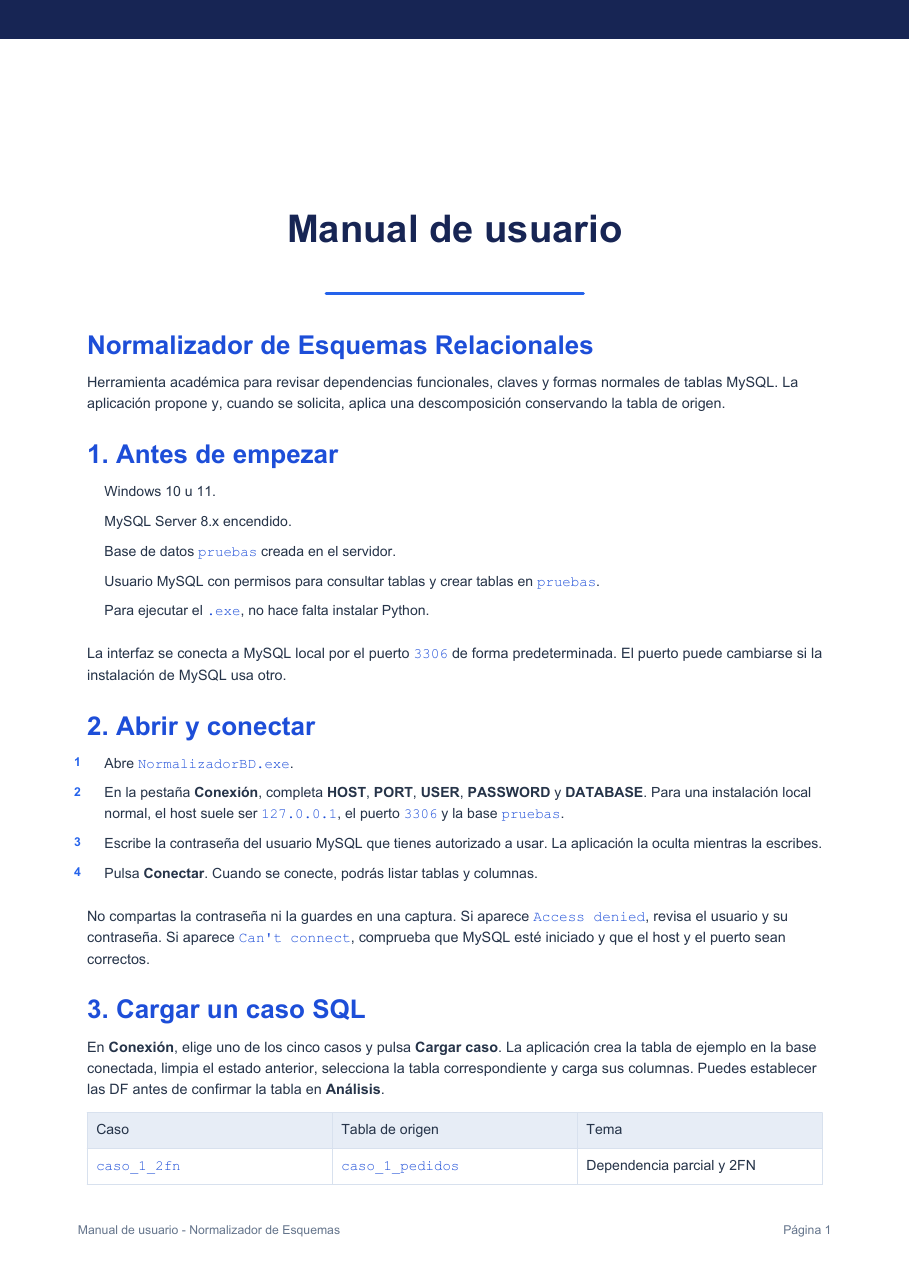 Manual de usuario
Normalizador de Esquemas Relacionales
Herramienta académica para revisar dependencias funcionales, claves y formas normales de tablas MySQL. La
aplicación propone y, cuando se solicita, aplica una descomposición conservando la tabla de origen.
1. Antes de empezar
Windows 10 u 11.
MySQL Server 8.x encendido.
Base de datos pruebas creada en el servidor.
Usuario MySQL con permisos para consultar tablas y crear tablas en pruebas.
Para ejecutar el .exe, no hace falta instalar Python.
La interfaz se conecta a MySQL local por el puerto 3306 de forma predeterminada. El puerto puede cambiarse si la
instalación de MySQL usa otro.
2. Abrir y conectar
1 Abre NormalizadorBD.exe.
2 En la pestaña Conexión, completa HOST, PORT, USER, PASSWORD y DATABASE. Para una instalación local
normal, el host suele ser 127.0.0.1, el puerto 3306 y la base pruebas.
3 Escribe la contraseña del usuario MySQL que tienes autorizado a usar. La aplicación la oculta mientras la escribes.
4 Pulsa Conectar. Cuando se conecte, podrás listar tablas y columnas.
No compartas la contraseña ni la guardes en una captura. Si aparece Access denied, revisa el usuario y su
contraseña. Si aparece Can't connect, comprueba que MySQL esté iniciado y que el host y el puerto sean
correctos.
3. Cargar un caso SQL
En Conexión, elige uno de los cinco casos y pulsa Cargar caso. La aplicación crea la tabla de ejemplo en la base
conectada, limpia el estado anterior, selecciona la tabla correspondiente y carga sus columnas. Puedes establecer
las DF antes de confirmar la tabla en Análisis.
Caso Tabla de origen Tema
caso_1_2fn caso_1_pedidos Dependencia parcial y 2FN
Manual de usuario - Normalizador de Esquemas Página 1